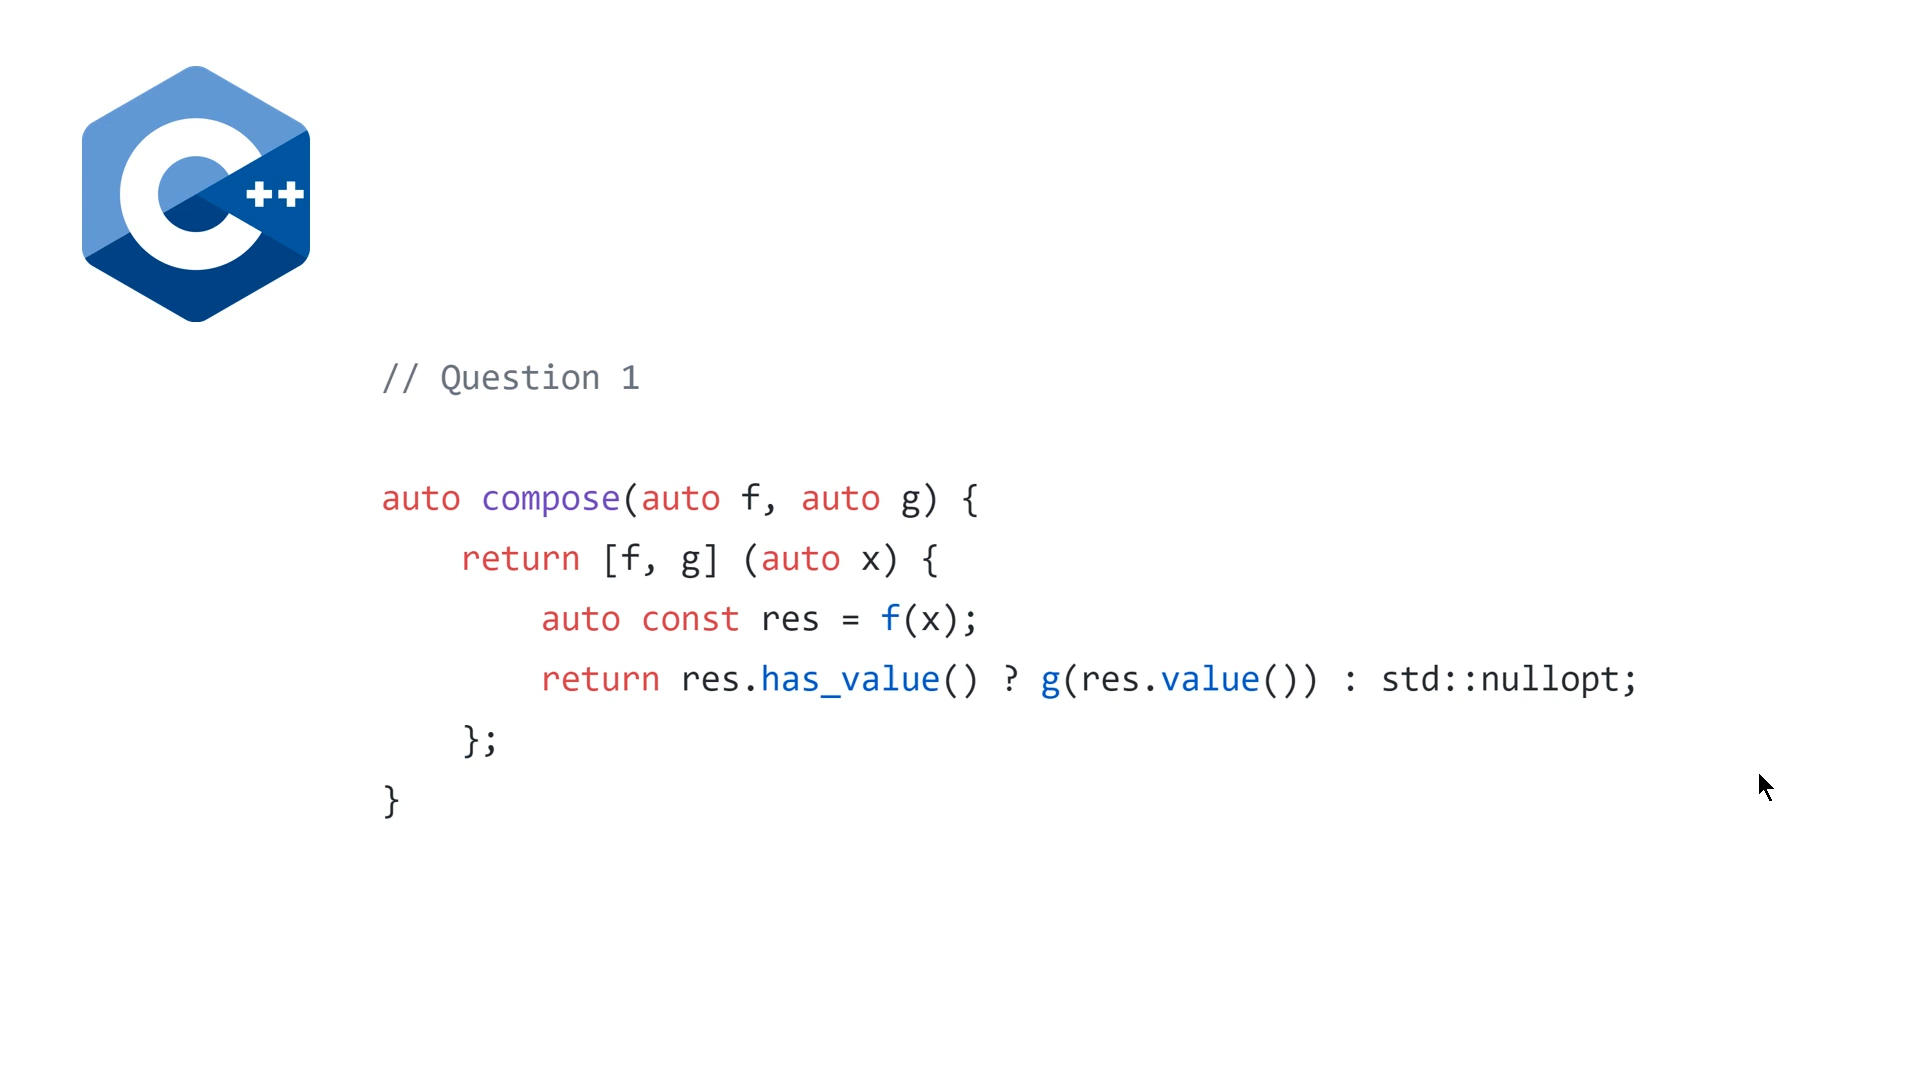 ++
// Question 1
auto compose(auto f, auto g) {
    return [f, g] (auto x) {
        auto const res = f(x);
        return res.has_value() ? g(res.value()) : std::nullopt;
    };
}